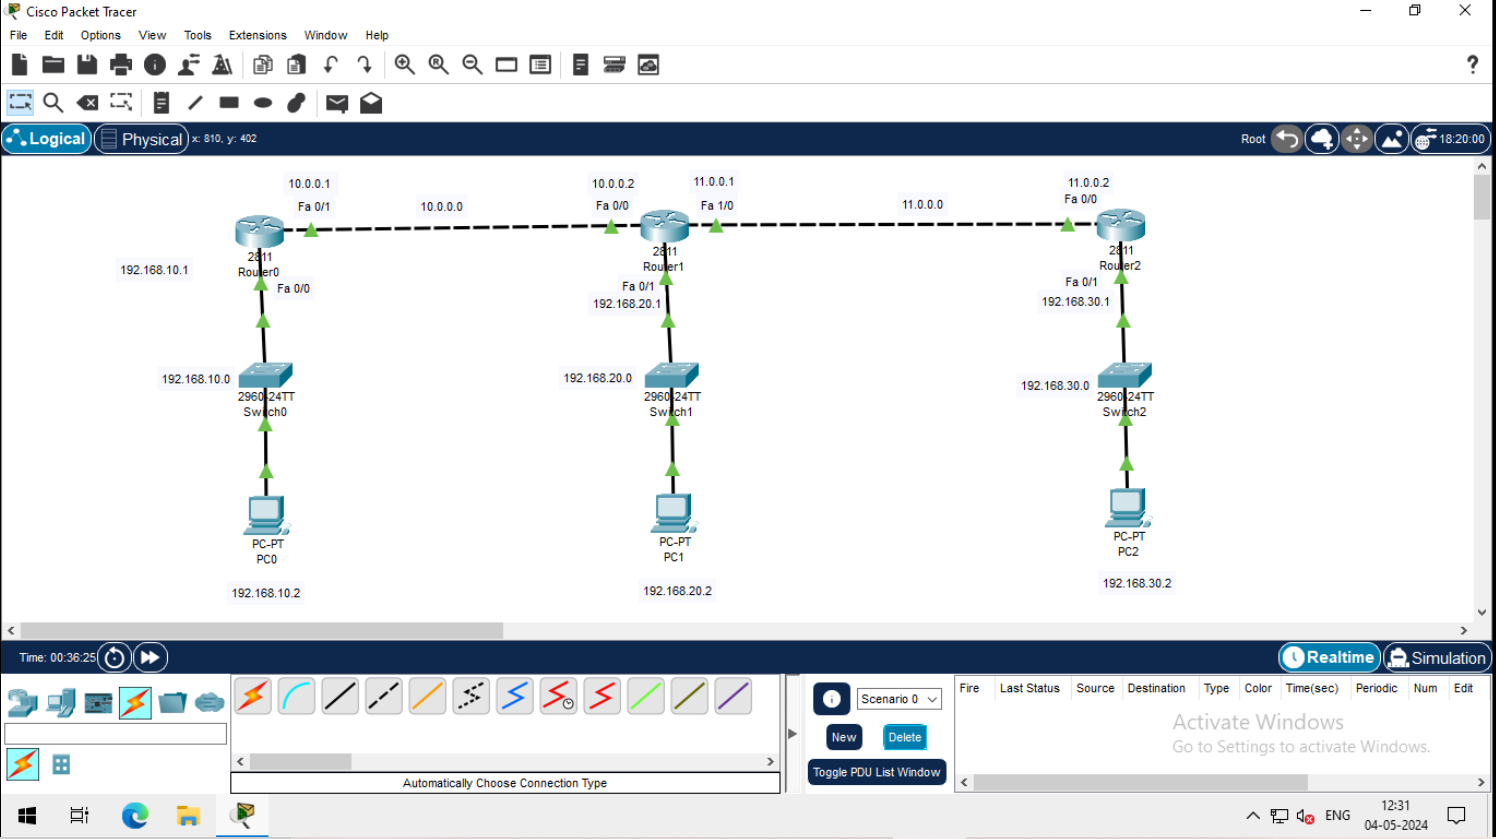 Cisco Packet Tracer
File Edit Options View Tools Extensions Window Help
?
Logical Physical x: 810, y: 402 Root 18:20:00
10.0.0.1 10.0.0.2 11.0.0.1 11.0.0.2
Fa 0/1 10.0.0.0 Fa 0/0 Fa 1/0 11.0.0.0 Fa 0/0
2811 2811 2811
Router0 Router1 Router2
192.168.10.1 Fa 0/0 Fa 0/1 Fa 0/1
192.168.20.1 192.168.30.1
192.168.10.0 192.168.20.0 192.168.30.0
2960-24TT 2960-24TT 2960-24TT
Switch0 Switch1 Switch2
PC-PT PC-PT PC-PT
PC0 PC1 PC2
192.168.10.2 192.168.20.2 192.168.30.2
Time: 00:36:25 Realtime Simulation
Scenario 0
New Delete
Toggle PDU List Window
Fire Last Status Source Destination Type Color Time(sec) Periodic Num Edit
Activate Windows
Go to Settings to activate Windows.
Automatically Choose Connection Type
ENG 12:31
04-05-2024